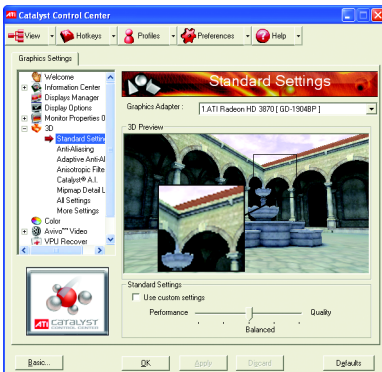 ATI Catalyst Control Center
View Hotkeys Profiles Preferences Help
Graphics Settings
Welcome
Information Center
Displays Manager
Display Options
Monitor Properties 0
3D
Standard Settin
Anti-Aliasing
Adaptive Anti-Al
Anisotropic Filte
Catalyst® A.I.
Mipmap Detail L
All Settings
More Settings
Color
Avivo™ Video
VPU Recover
ATI CATALYST
CONTROL CENTER
Standard Settings
Graphics Adapter :
1.ATI Radeon HD 3870 [ GD-1904BP ]
3D Preview
Standard Settings
Use custom settings
Performance
Quality
Balanced
Basic...
OK
Apply
Discard
Defaults